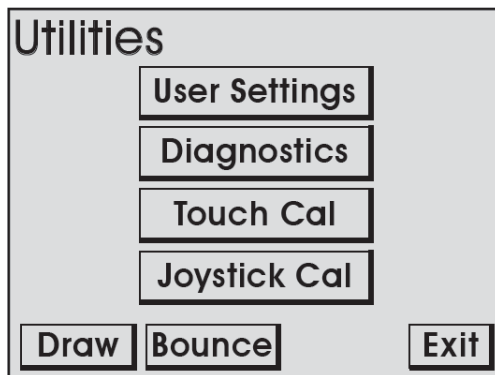 Utilities
User Settings
Diagnostics
Touch Cal
Joystick Cal
Draw Bounce Exit